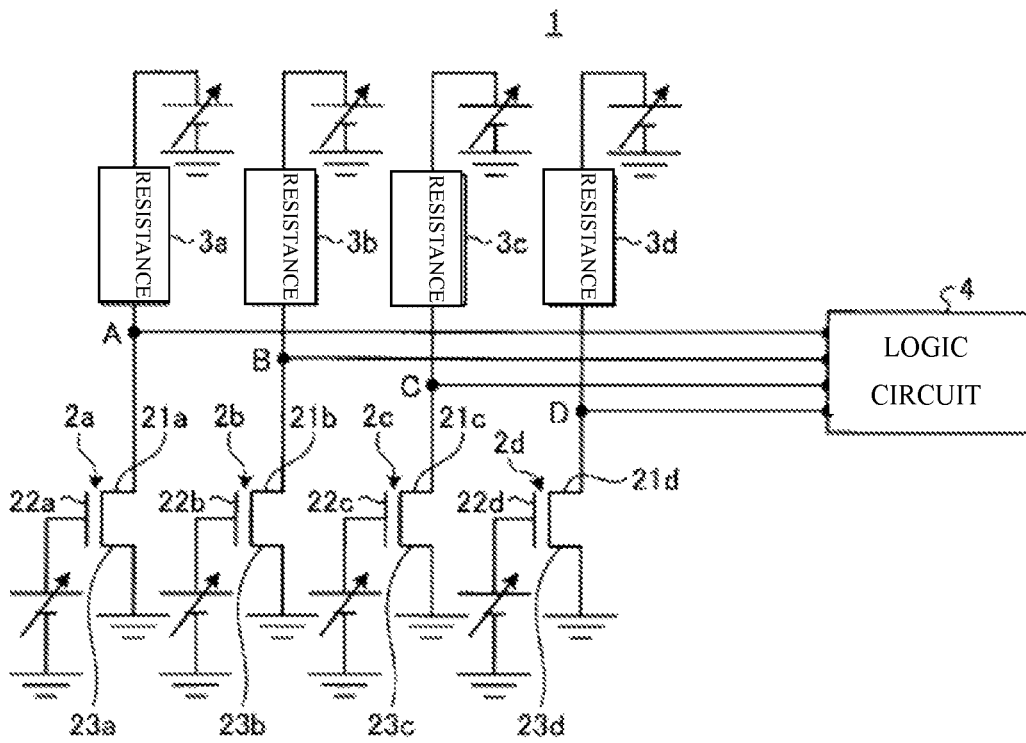 1
RESISTANCE
RESISTANCE
RESISTANCE
RESISTANCE
3a
3b
3c
3d
4
LOGIC
CIRCUIT
A
B
C
D
2a
21a
2b
21b
2c
21c
2d
21d
22a
22b
22c
22d
23a
23b
23c
23d